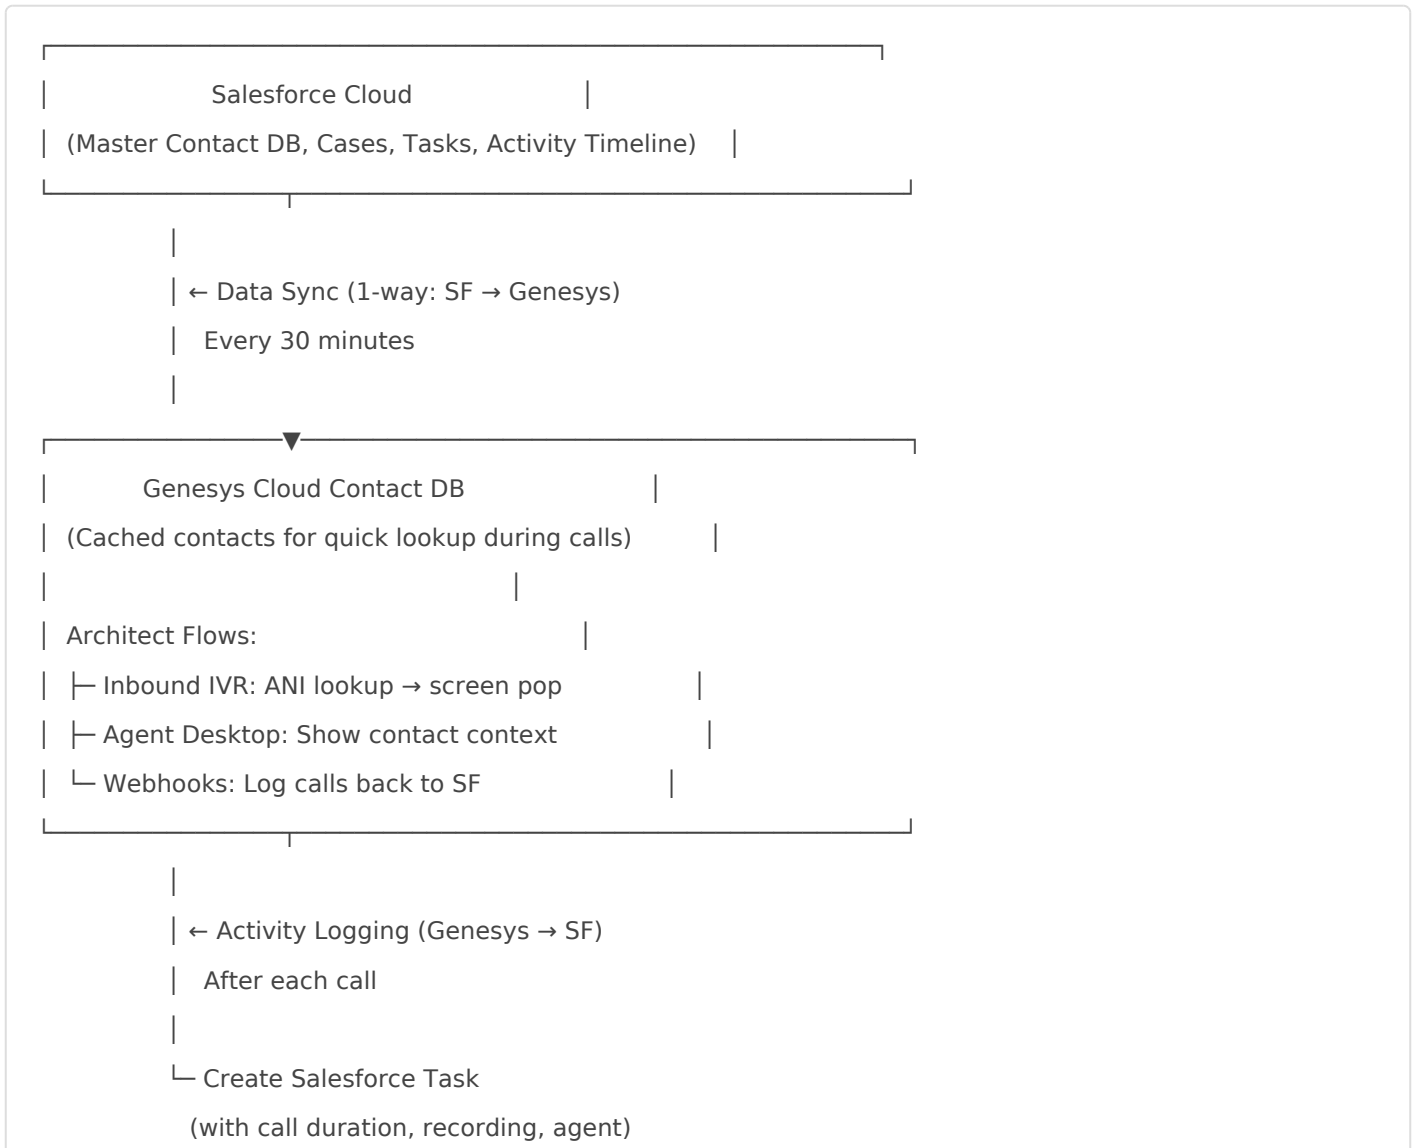 Salesforce Cloud
(Master Contact DB, Cases, Tasks, Activity Timeline)
← Data Sync (1-way: SF → Genesys)
Every 30 minutes
Genesys Cloud Contact DB
(Cached contacts for quick lookup during calls)
Architect Flows:
├─ Inbound IVR: ANI lookup → screen pop
├─ Agent Desktop: Show contact context
└─ Webhooks: Log calls back to SF
← Activity Logging (Genesys → SF)
After each call
└─ Create Salesforce Task
(with call duration, recording, agent)